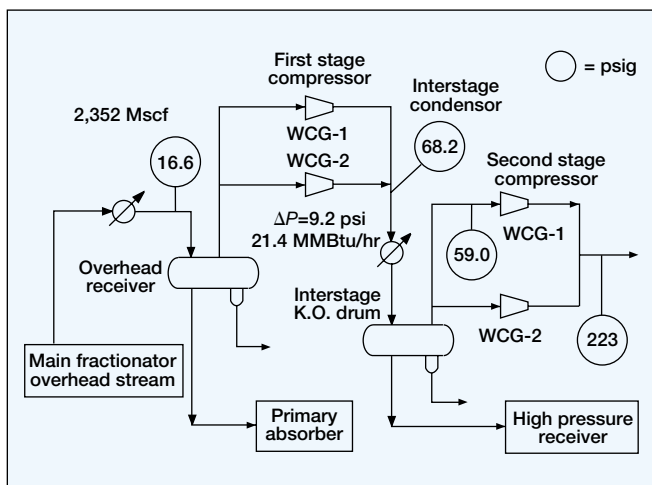 First stage
compressor
= psig
2,352 Mscf
Interstage
condensor
WCG-1
16.6
68.2
WCG-2
Second stage
compressor
ΔP=9.2 psi
21.4 MMBtu/hr
59.0
WCG-1
Overhead
receiver
Interstage
K.O. drum
WCG-2
223
Main fractionator
overhead stream
Primary
absorber
High pressure
receiver